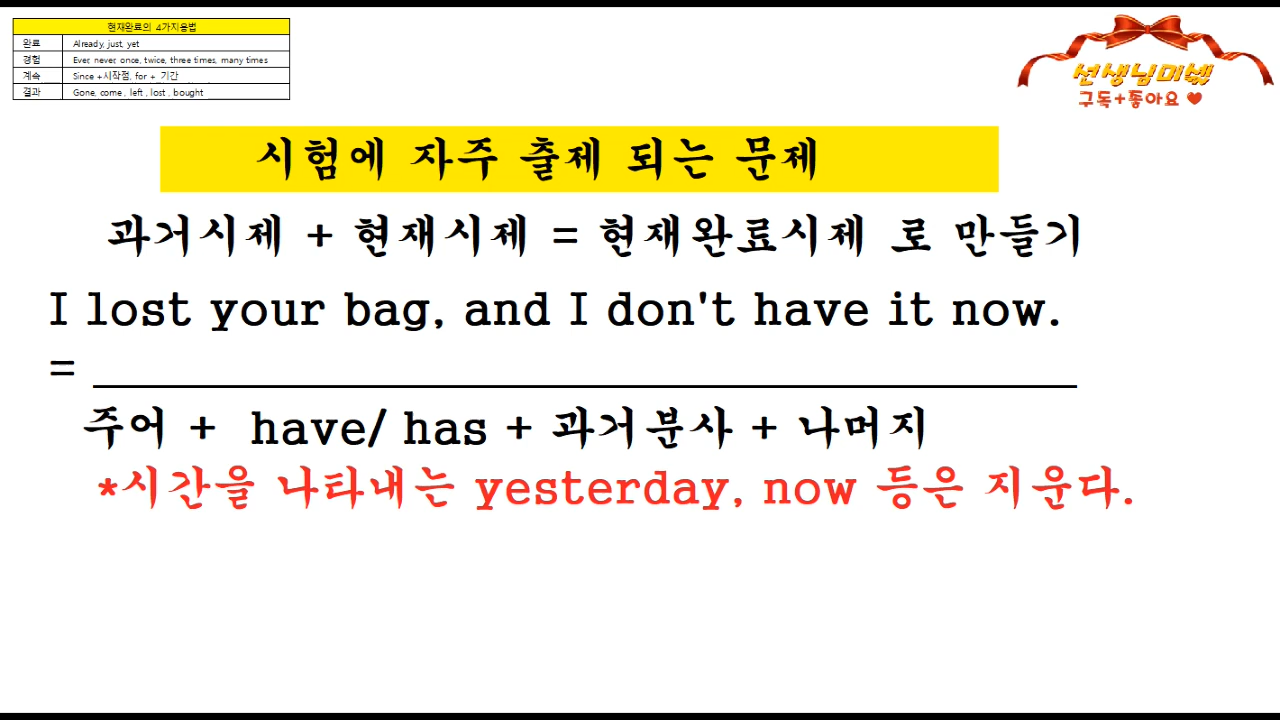 현재완료의 4가지용법
완료 Already, just, yet
경험 Ever, never, once, twice, three times, many times
계속 Since +시작점, for + 기간
결과 Gone, come , left , lost , bought
선생님미쉘
구독+좋아요
시험에 자주 출제 되는 문제
과거시제 + 현재시제 = 현재완료시제 로 만들기
I lost your bag, and I don't have it now.
=
주어 + have/ has + 과거분사 + 나머지
*시간을 나타내는 yesterday, now 등은 지운다.